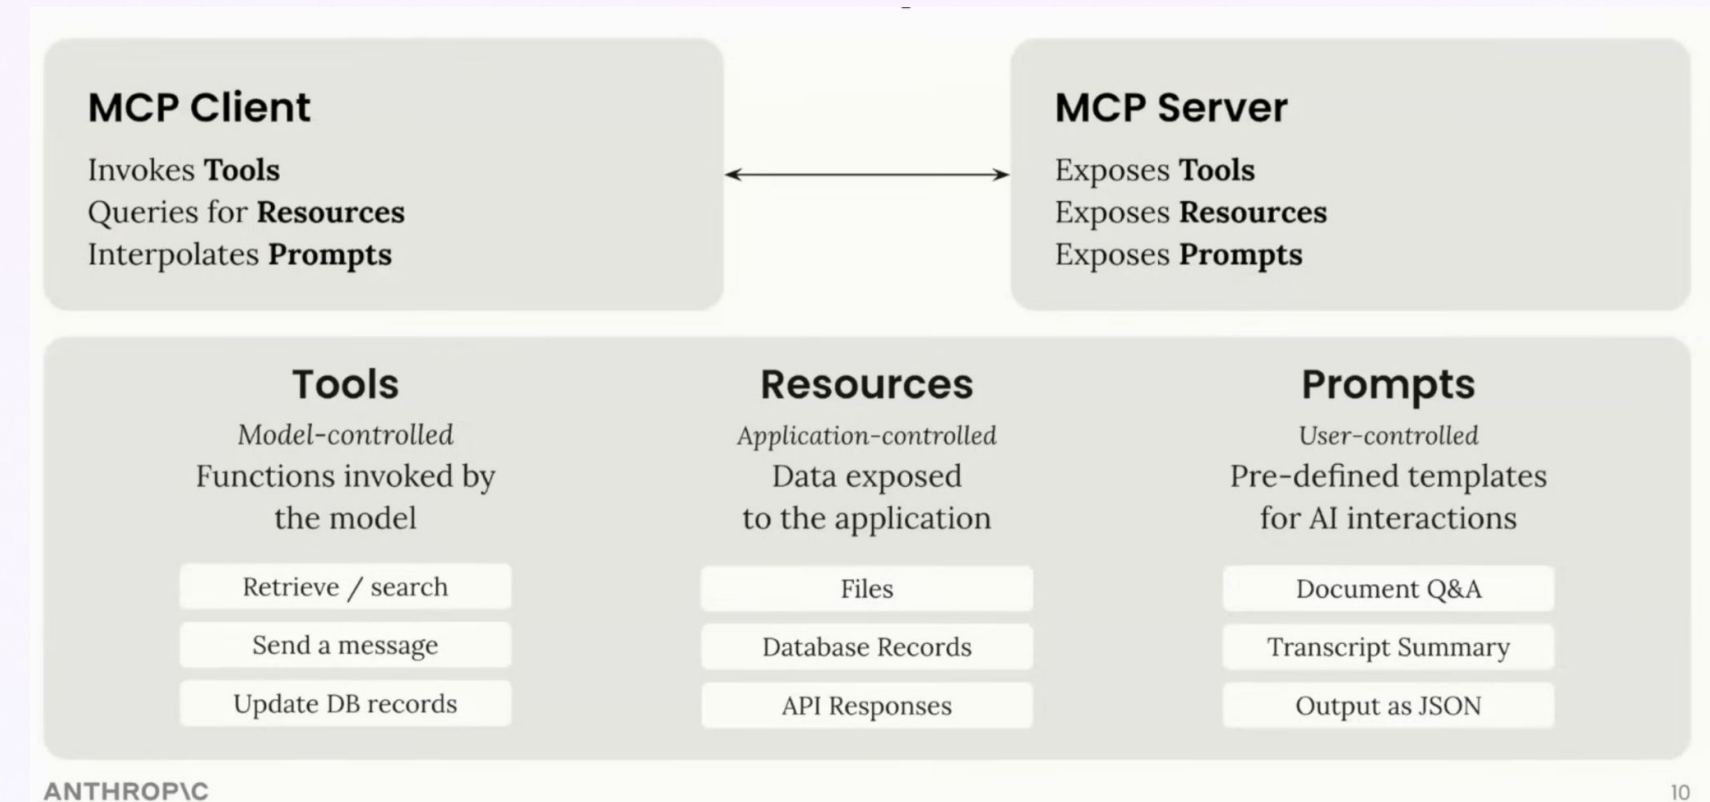 MCP Client
Invokes Tools
Queries for Resources
Interpolates Prompts
MCP Server
Exposes Tools
Exposes Resources
Exposes Prompts
Tools
Model-controlled
Functions invoked by
the model
Retrieve / search
Send a message
Update DB records
Resources
Application-controlled
Data exposed
to the application
Files
Database Records
API Responses
Prompts
User-controlled
Pre-defined templates
for AI interactions
Document Q&A
Transcript Summary
Output as JSON
ANTHROP\C
10